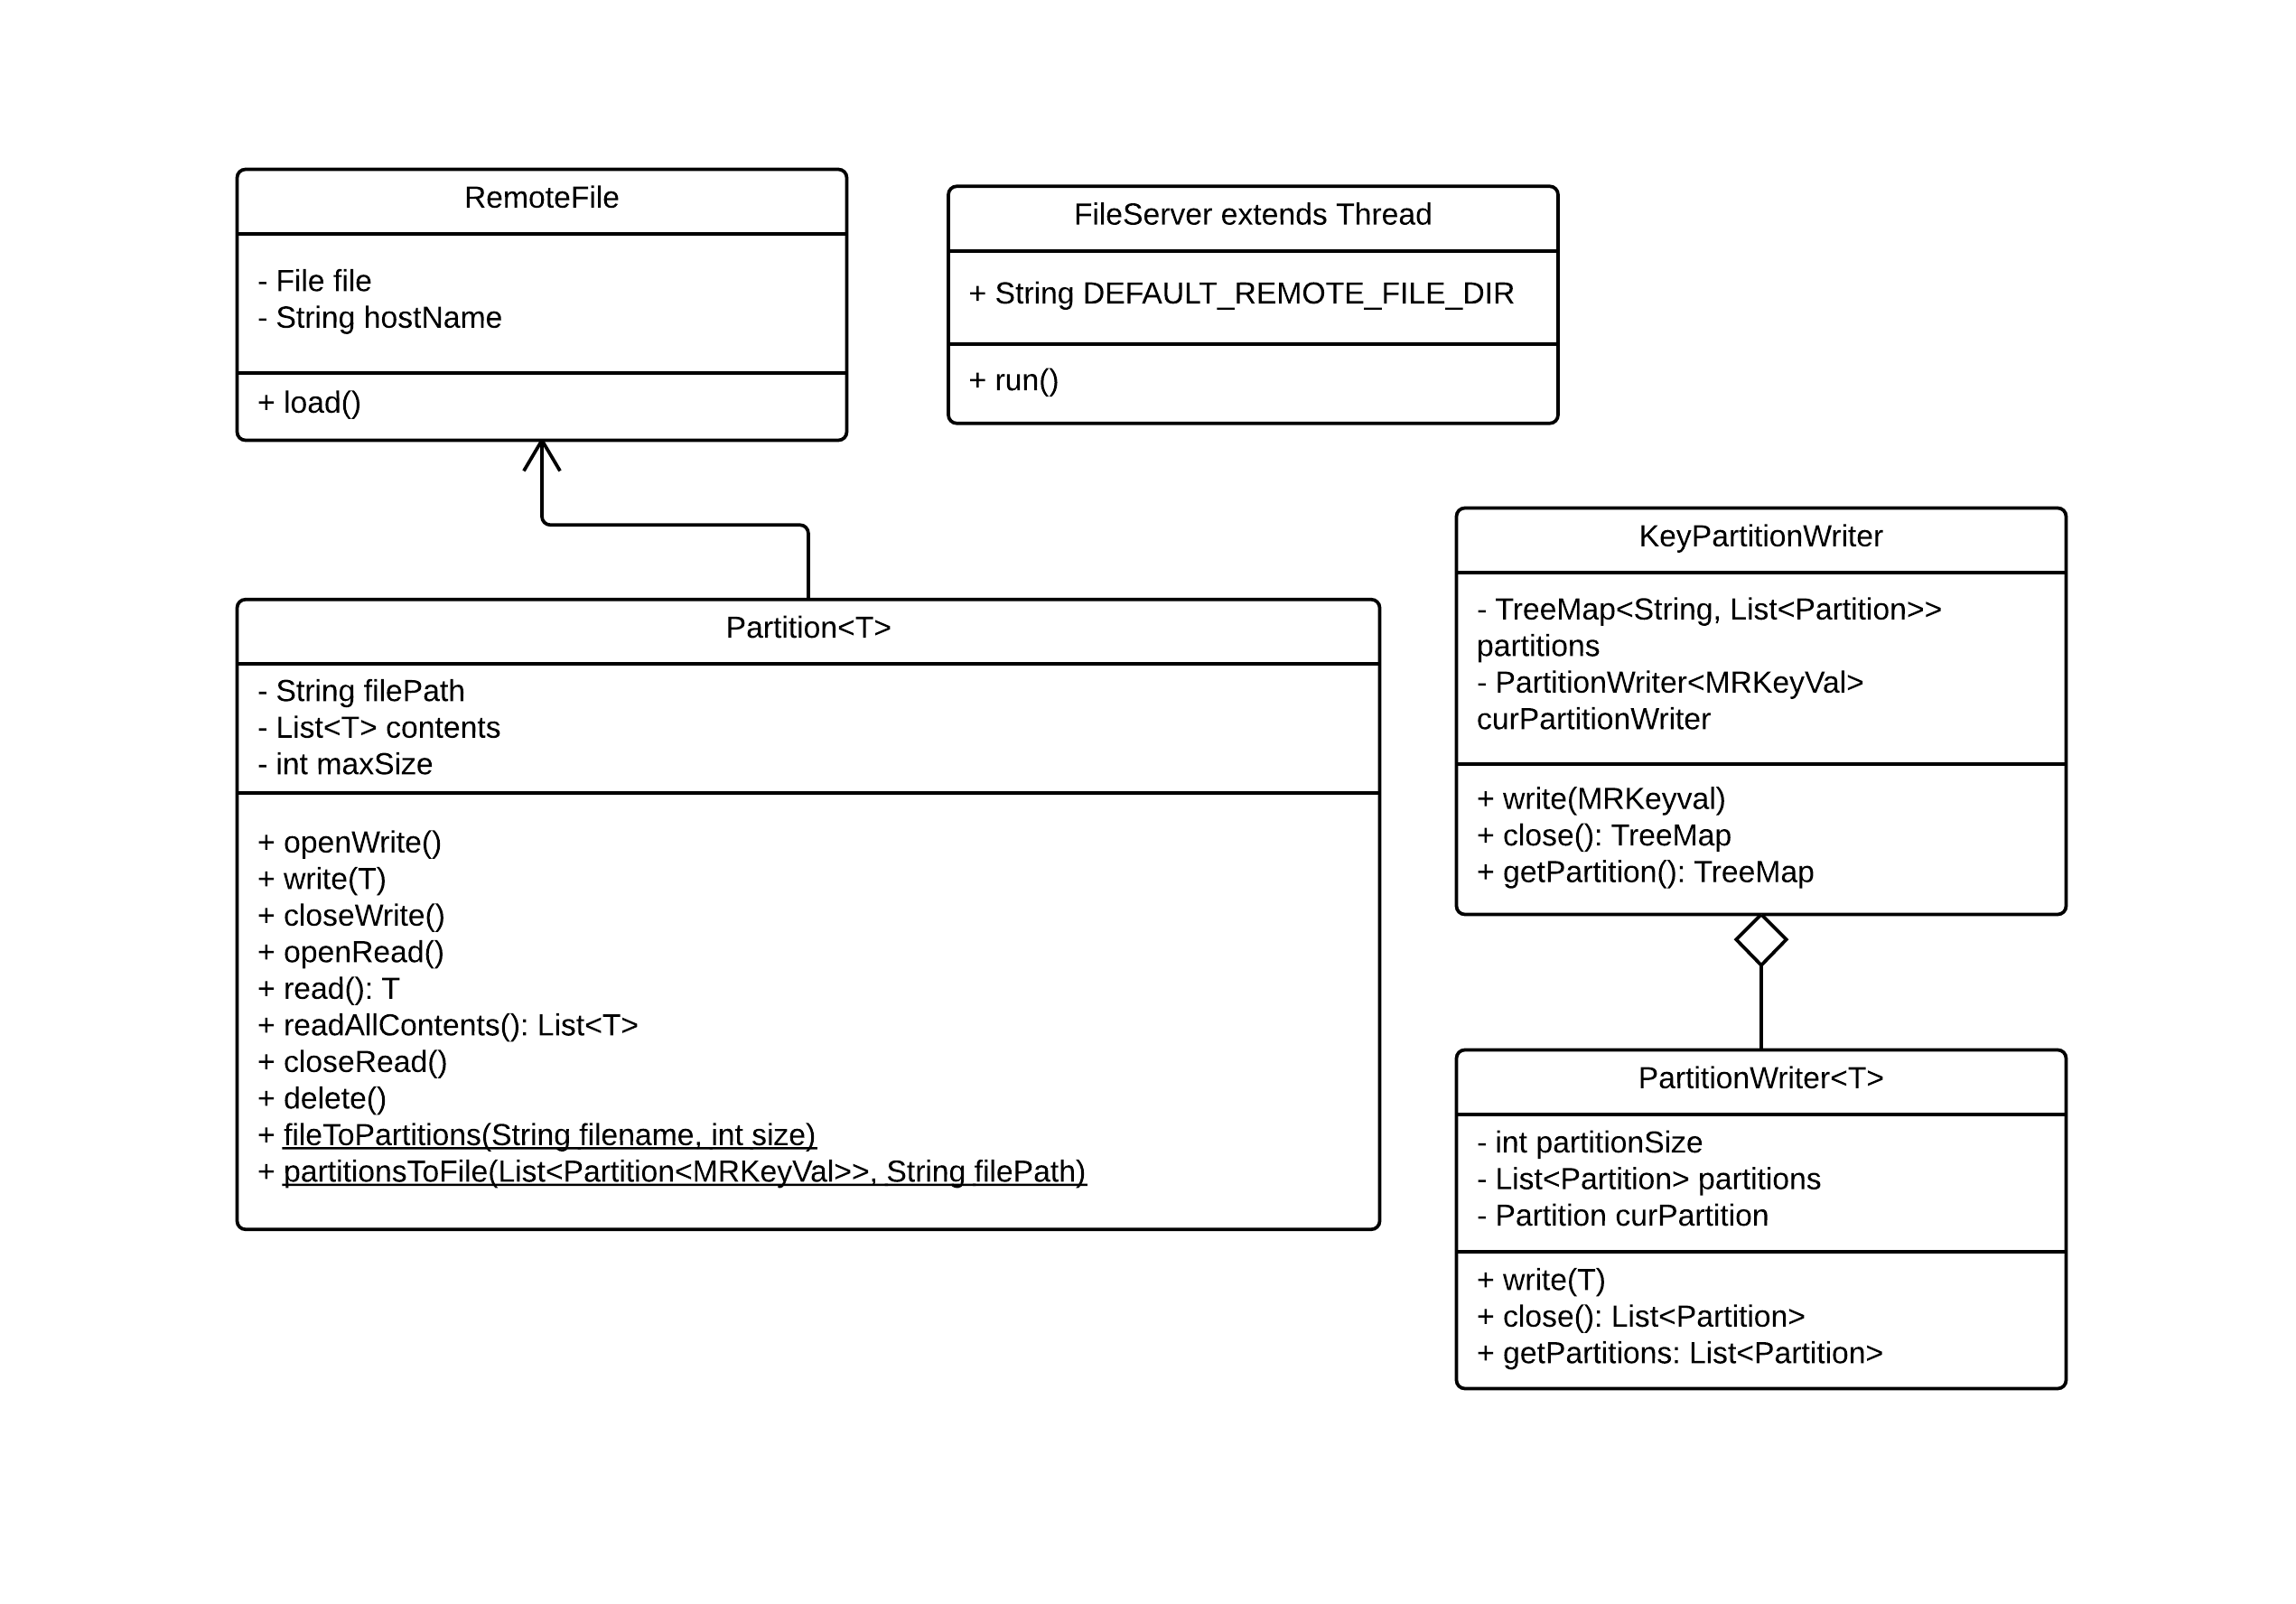 RemoteFile
- File file
- String hostName
+ load()
FileServer extends Thread
+ String DEFAULT_REMOTE_FILE_DIR
+ run()
Partition<T>
- String filePath
- List<T> contents
- int maxSize
+ openWrite()
+ write(T)
+ closeWrite()
+ openRead()
+ read(): T
+ readAllContents(): List<T>
+ closeRead()
+ delete()
+ fileToPartitions(String filename, int size)
+ partitionsToFile(List<Partition<MRKeyVal>>, String filePath)
KeyPartitionWriter
- TreeMap<String, List<Partition>>
partitions
- PartitionWriter<MRKeyVal>
curPartitionWriter
+ write(MRKeyval)
+ close(): TreeMap
+ getPartition(): TreeMap
PartitionWriter<T>
- int partitionSize
- List<Partition> partitions
- Partition curPartition
+ write(T)
+ close(): List<Partition>
+ getPartitions: List<Partition>